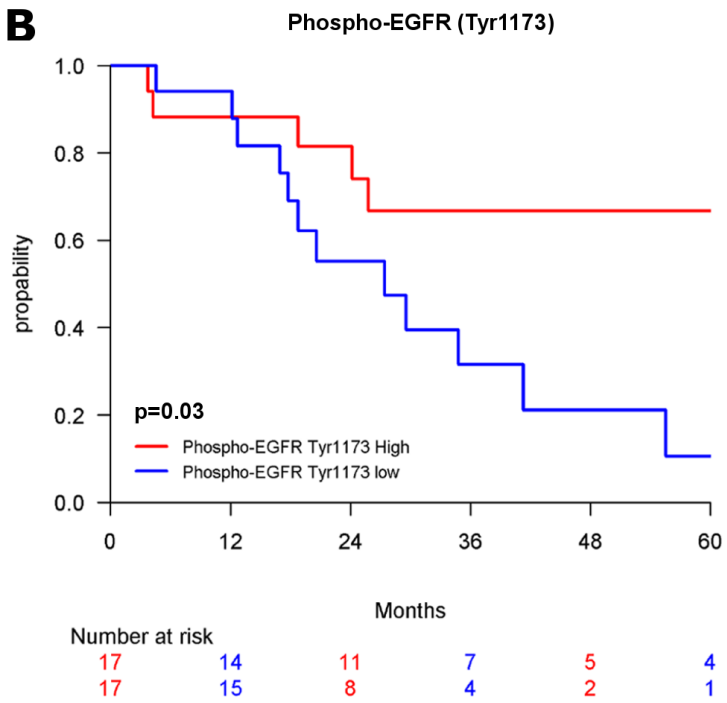 B
Phospho-EGFR (Tyr1173)
1.0
0.8
0.6
0.4
0.2
0.0
propability
p=0.03
Phospho-EGFR Tyr1173 High
Phospho-EGFR Tyr1173 low
0 12 24 36 48 60
Months
Number at risk
17 14 11 7 5 4
17 15 8 4 2 1